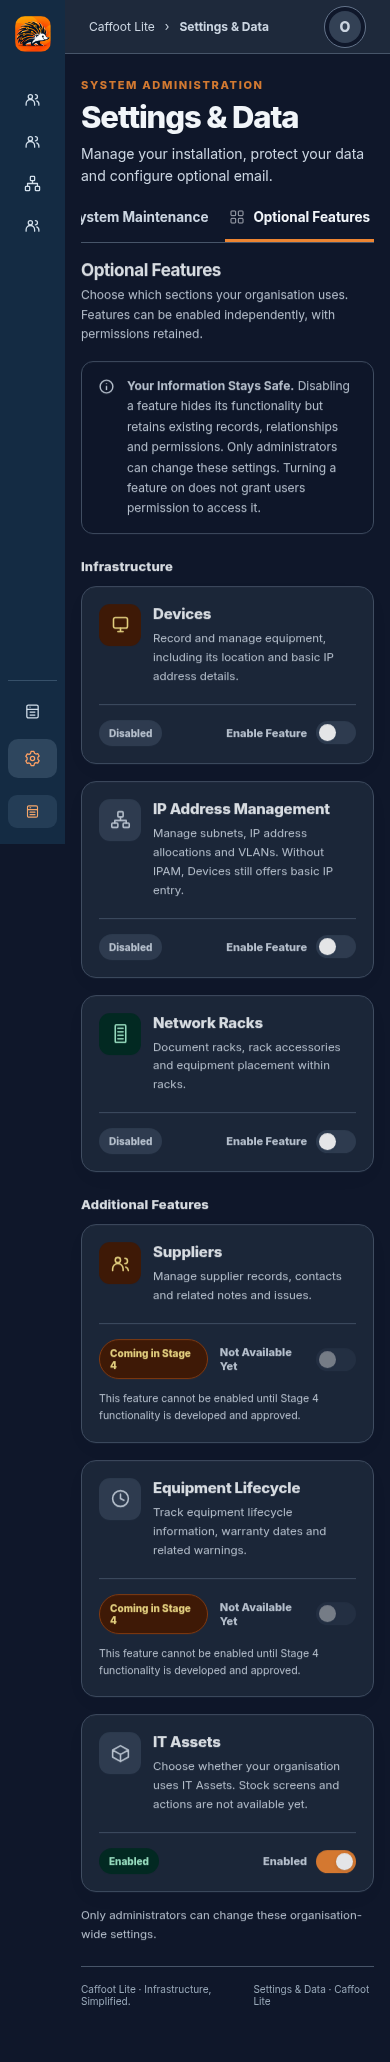 Caffoot Lite › Settings & Data
O
SYSTEM ADMINISTRATION
Settings & Data
Manage your installation, protect your data
and configure optional email.
ystem Maintenance
Optional Features
Optional Features
Choose which sections your organisation uses.
Features can be enabled independently, with
permissions retained.
Your Information Stays Safe. Disabling
a feature hides its functionality but
retains existing records, relationships
and permissions. Only administrators
can change these settings. Turning a
feature on does not grant users
permission to access it.
Infrastructure
Devices
Record and manage equipment,
including its location and basic IP
address details.
Disabled
Enable Feature
IP Address Management
Manage subnets, IP address
allocations and VLANs. Without
IPAM, Devices still offers basic IP
entry.
Disabled
Enable Feature
Network Racks
Document racks, rack accessories
and equipment placement within
racks.
Disabled
Enable Feature
Additional Features
Suppliers
Manage supplier records, contacts
and related notes and issues.
Coming in Stage
4
Not Available
Yet
This feature cannot be enabled until Stage 4
functionality is developed and approved.
Equipment Lifecycle
Track equipment lifecycle
information, warranty dates and
related warnings.
Coming in Stage
4
Not Available
Yet
This feature cannot be enabled until Stage 4
functionality is developed and approved.
IT Assets
Choose whether your organisation
uses IT Assets. Stock screens and
actions are not available yet.
Enabled
Enabled
Only administrators can change these organisation-
wide settings.
Caffoot Lite · Infrastructure,
Simplified.
Settings & Data · Caffoot
Lite